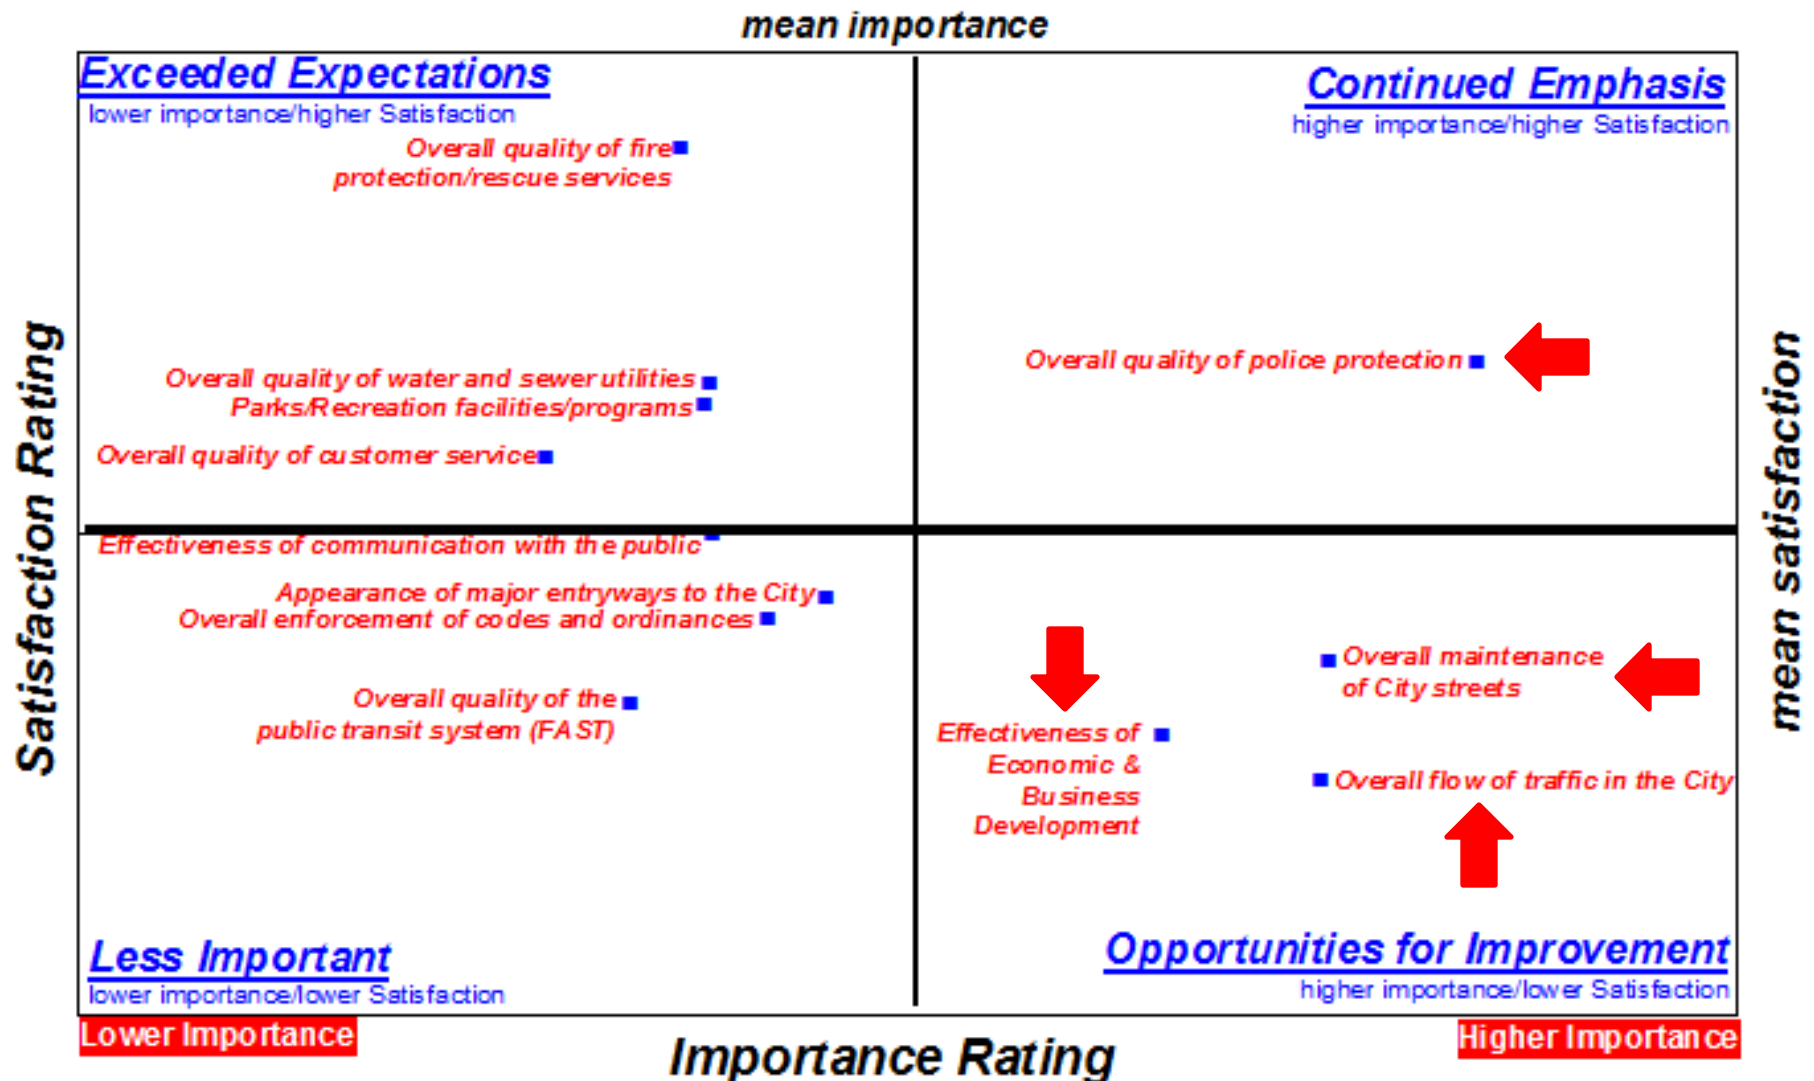 mean importance
Exceeded Expectations
lower importance/higher Satisfaction
Continued Emphasis
higher importance/higher Satisfaction
Overall quality of fire
protection/rescue services
Overall quality of police protection
Overall quality of water and sewer utilities
Parks/Recreation facilities/programs
Overall quality of customer service
Satisfaction Rating
mean satisfaction
Effectiveness of communication with the public
Appearance of major entryways to the City
Overall enforcement of codes and ordinances
Overall quality of the
public transit system (FAST)
Overall maintenance
of City streets
Effectiveness of
Economic &
Business
Development
Overall flow of traffic in the City
Less Important
lower importance/lower Satisfaction
Opportunities for Improvement
higher importance/lower Satisfaction
Lower Importance
Importance Rating
Higher Importance